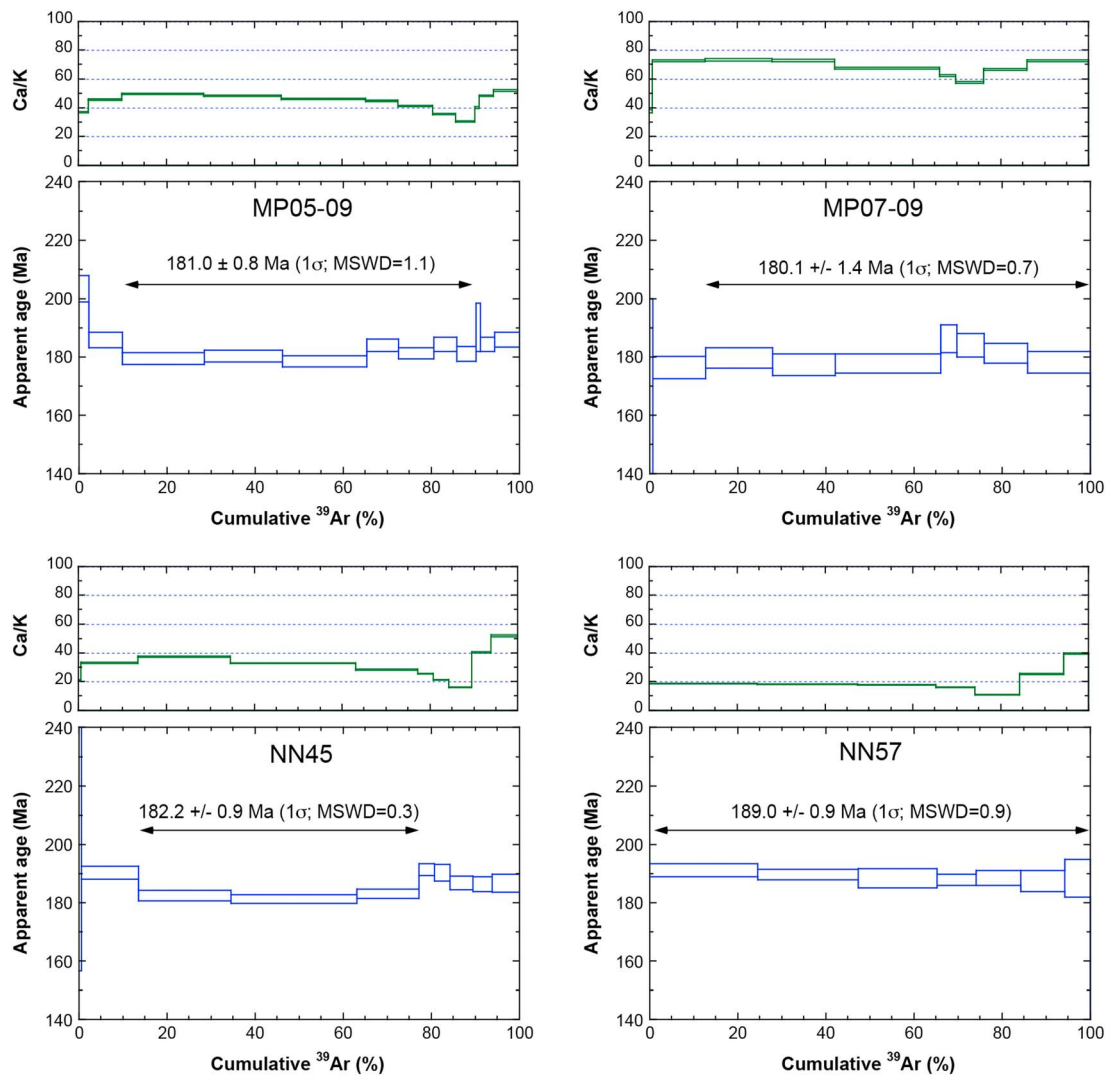 100
80
60
40
20
0
Ca/K
240
220
200
180
160
140
Apparent age (Ma)
MP05-09
181.0 ± 0.8 Ma (1σ; MSWD=1.1)
0 20 40 60 80 100
Cumulative ³⁹Ar (%)
100
80
60
40
20
0
Ca/K
240
220
200
180
160
140
Apparent age (Ma)
MP07-09
180.1 +/- 1.4 Ma (1σ; MSWD=0.7)
0 20 40 60 80 100
Cumulative ³⁹Ar (%)
100
80
60
40
20
0
Ca/K
240
220
200
180
160
140
Apparent age (Ma)
NN45
182.2 +/- 0.9 Ma (1σ; MSWD=0.3)
0 20 40 60 80 100
Cumulative ³⁹Ar (%)
100
80
60
40
20
0
Ca/K
240
220
200
180
160
140
Apparent age (Ma)
NN57
189.0 +/- 0.9 Ma (1σ; MSWD=0.9)
0 20 40 60 80 100
Cumulative ³⁹Ar (%)